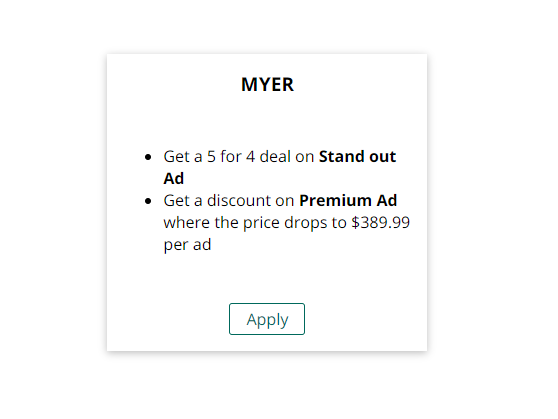 MYER
Get a 5 for 4 deal on Stand out
Ad
Get a discount on Premium Ad
where the price drops to $389.99
per ad
Apply